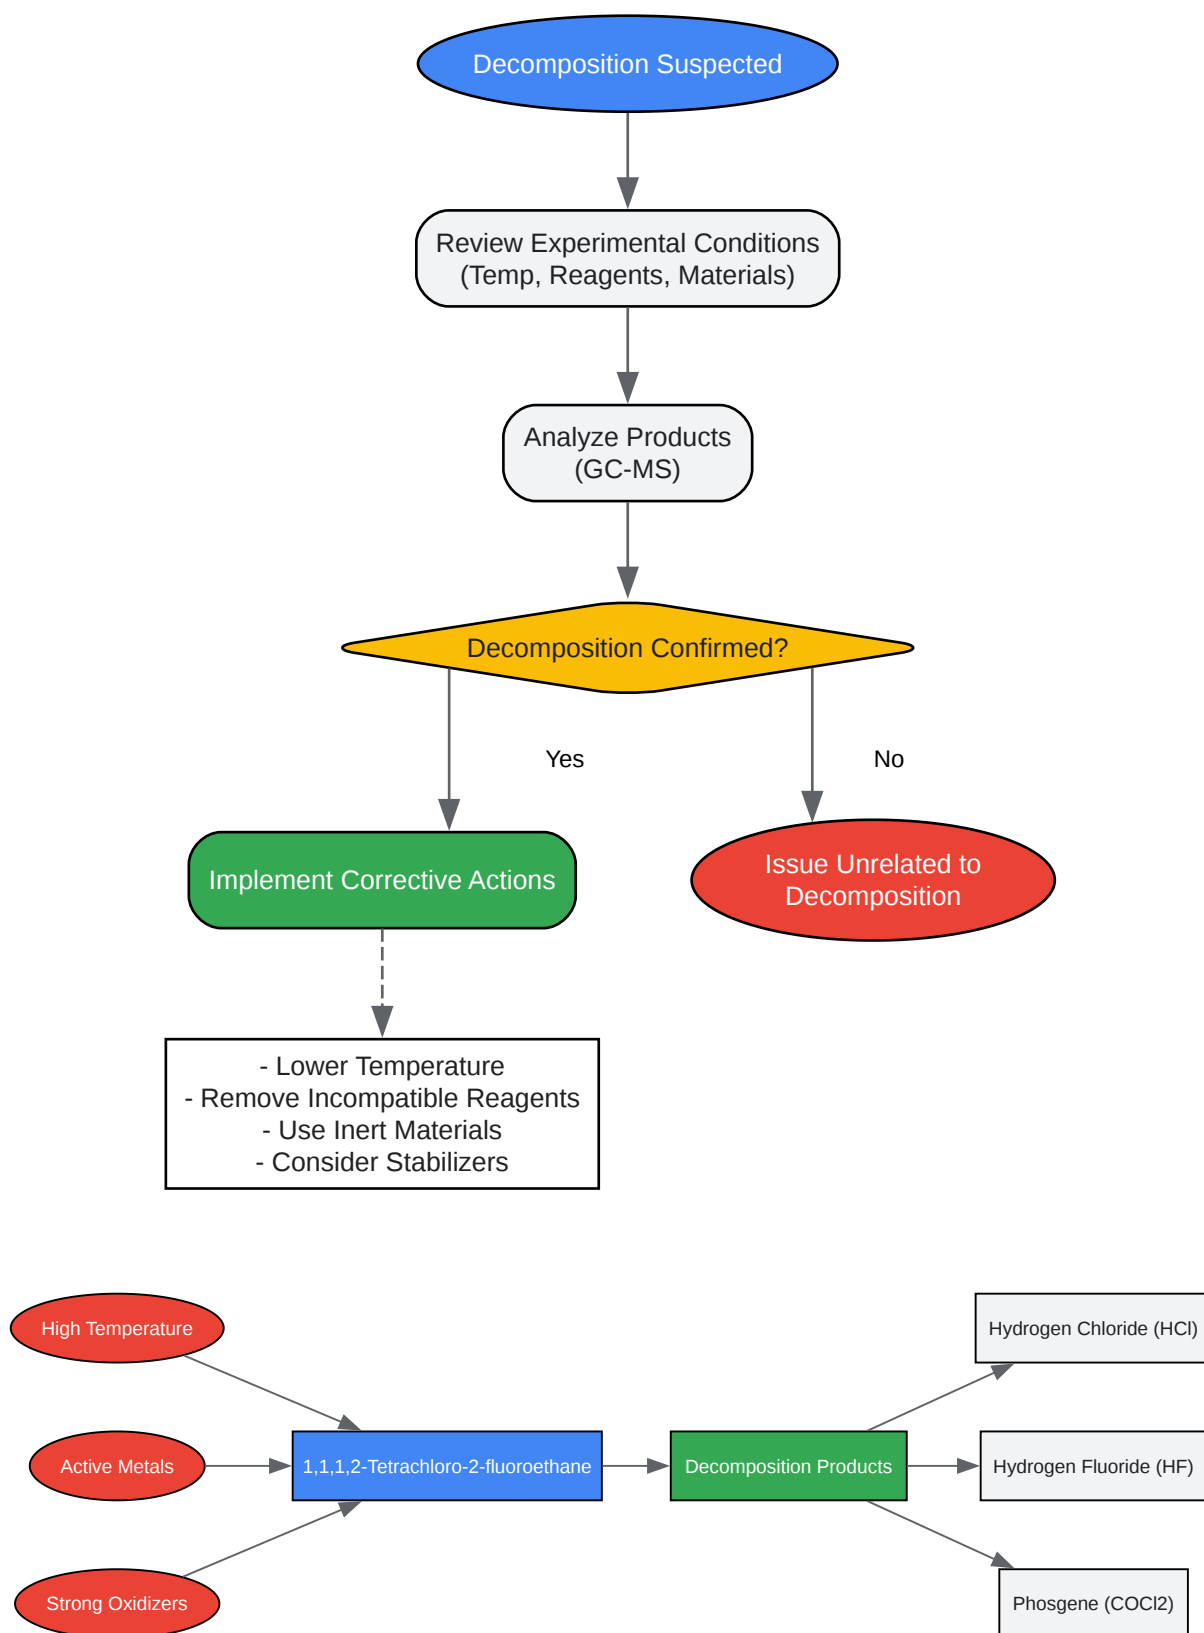 Decomposition Suspected
Review Experimental Conditions
(Temp, Reagents, Materials)
Analyze Products
(GC-MS)
Decomposition Confirmed?
Yes
No
Implement Corrective Actions
Issue Unrelated to
Decomposition
- Lower Temperature
- Remove Incompatible Reagents
- Use Inert Materials
- Consider Stabilizers
High Temperature
Hydrogen Chloride (HCl)
Active Metals
1,1,1,2-Tetrachloro-2-fluoroethane
Decomposition Products
Hydrogen Fluoride (HF)
Strong Oxidizers
Phosgene (COCl2)